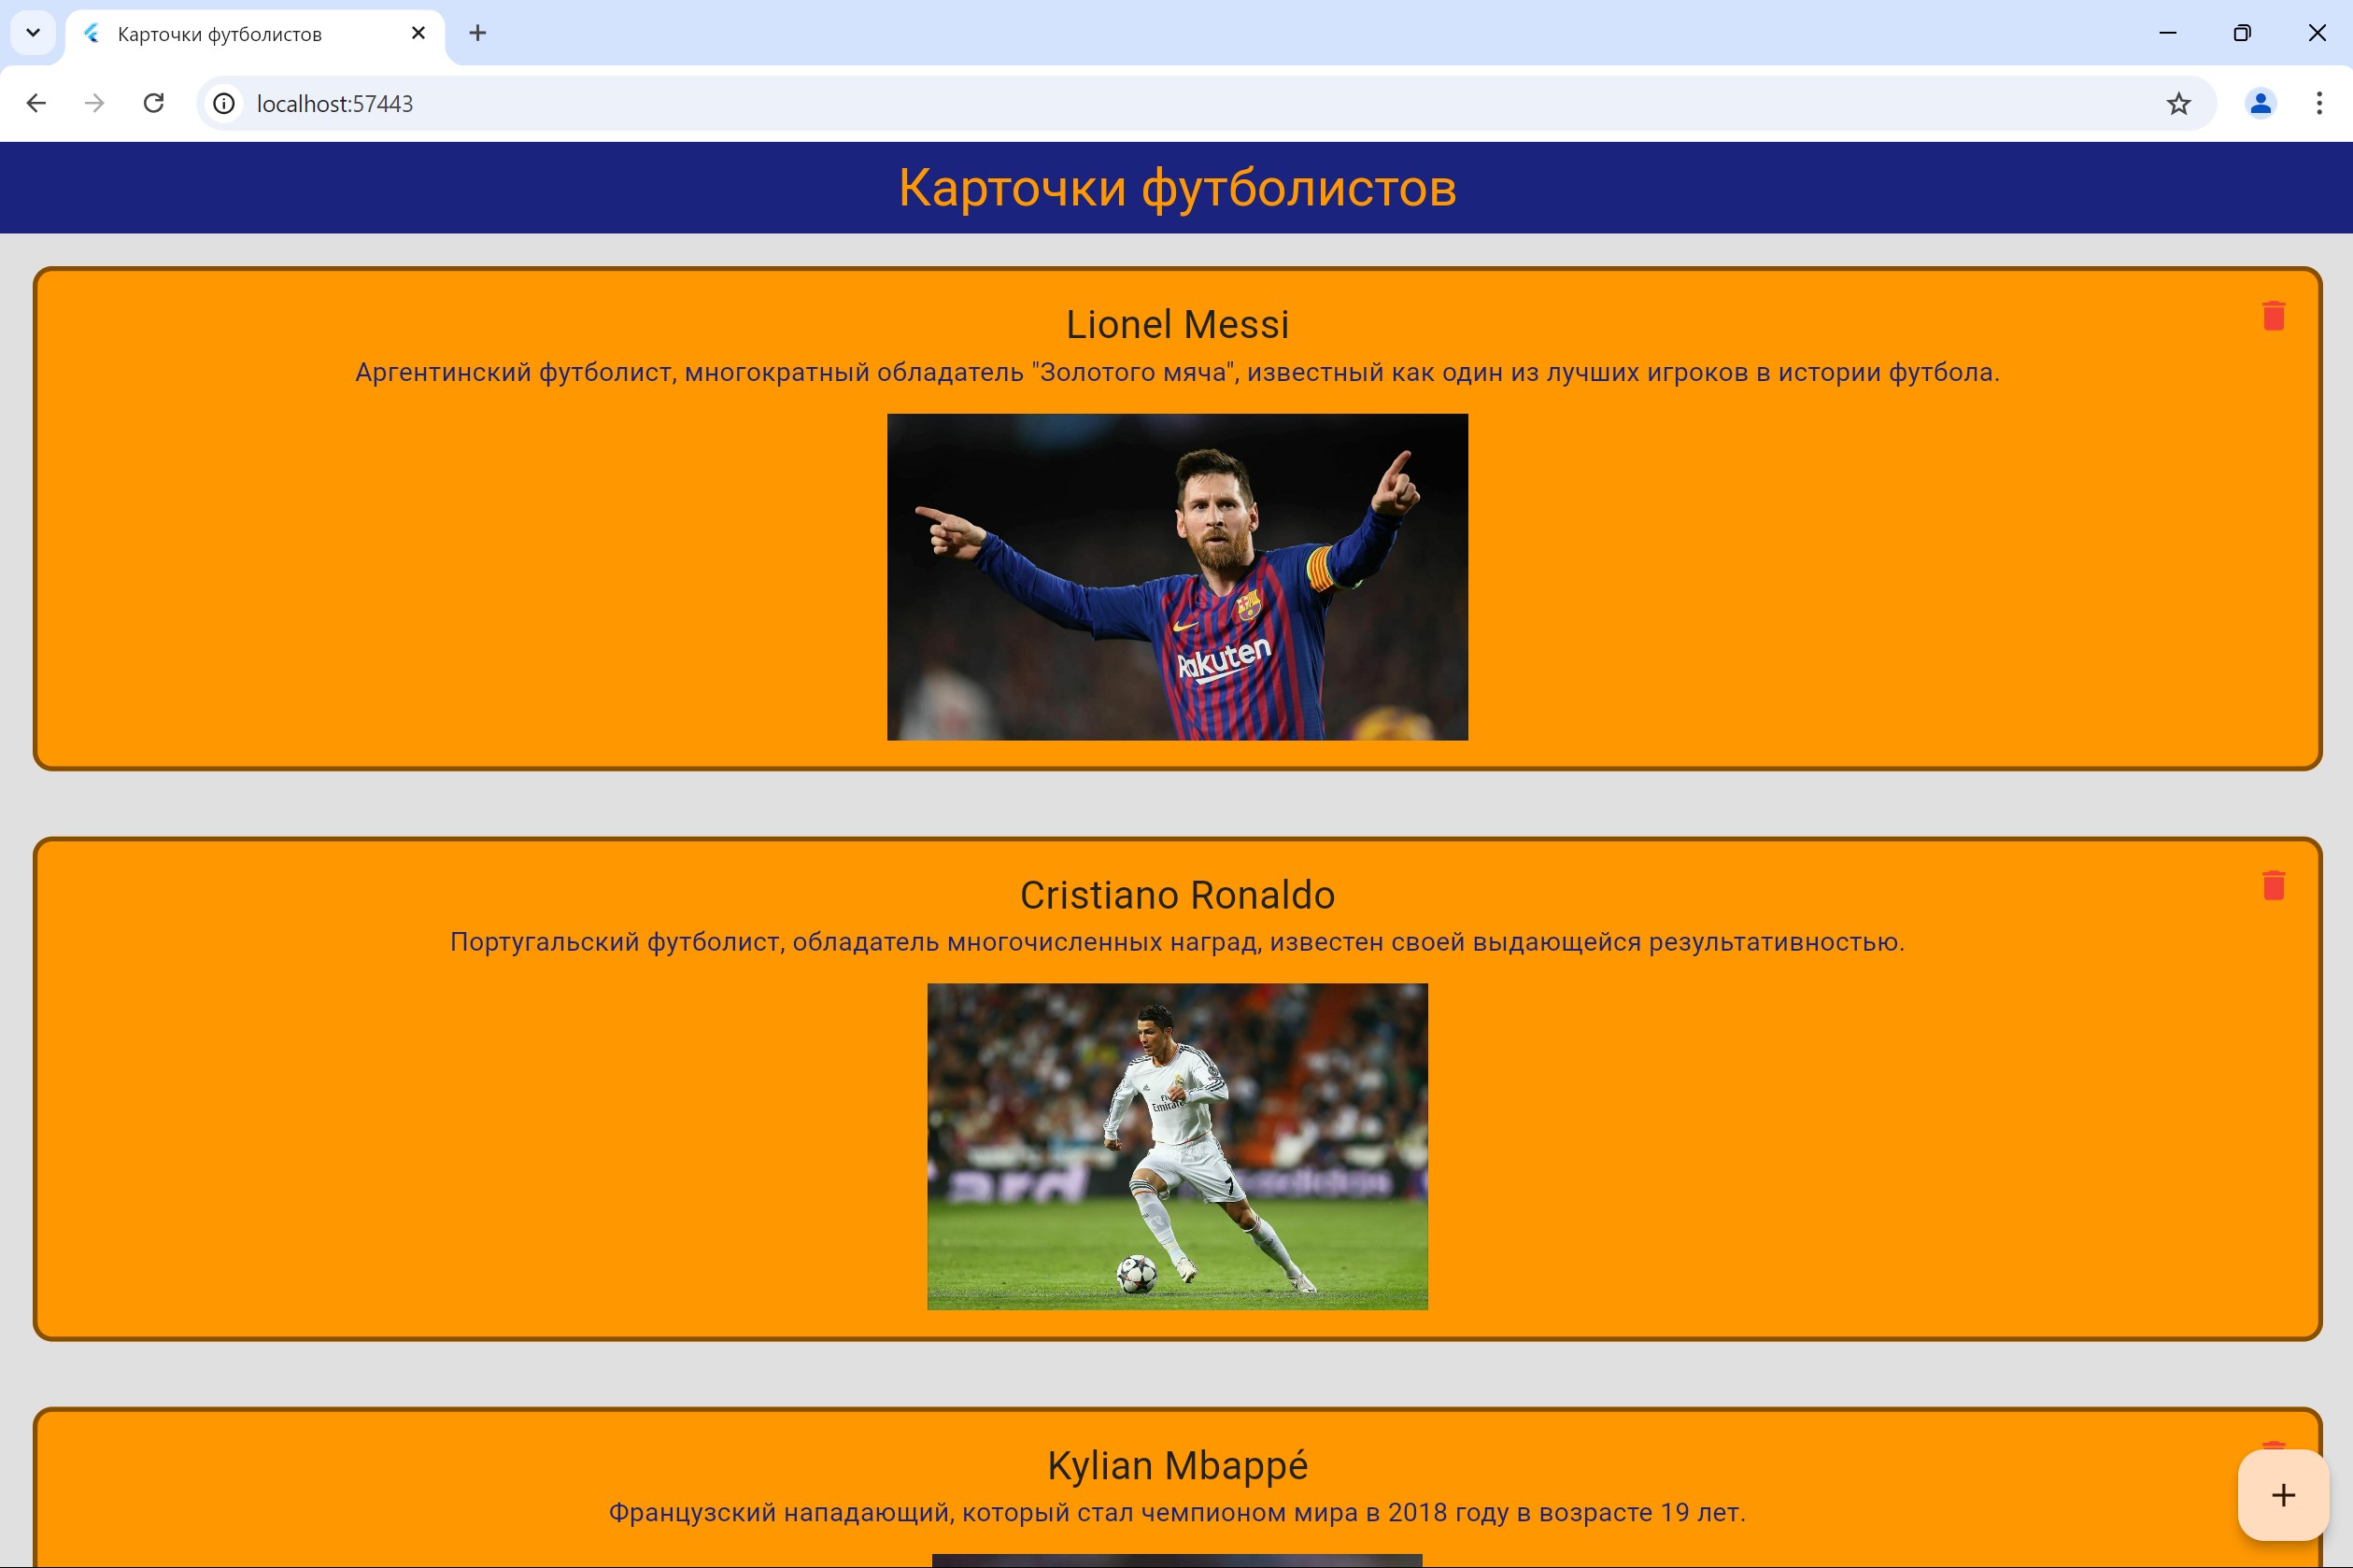 Карточки футболистов
localhost:57443
Карточки футболистов
Lionel Messi
Аргентинский футболист, многократный обладатель "Золотого мяча", известный как один из лучших игроков в истории футбола.
Rakuten
Cristiano Ronaldo
Португальский футболист, обладатель многочисленных наград, известен своей выдающейся результативностью.
7
Kylian Mbappé
Французский нападающий, который стал чемпионом мира в 2018 году в возрасте 19 лет.